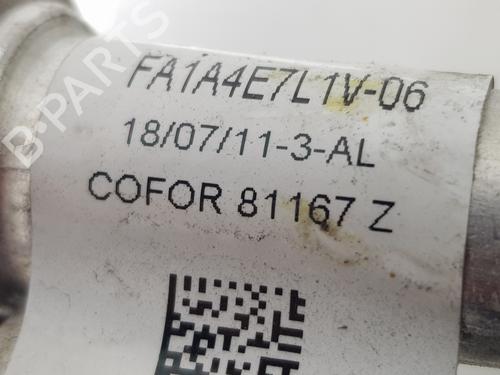 FA1A4E7L1V-06
18/07/11-3-AL
COFOR 81167 Z
B-PARTS